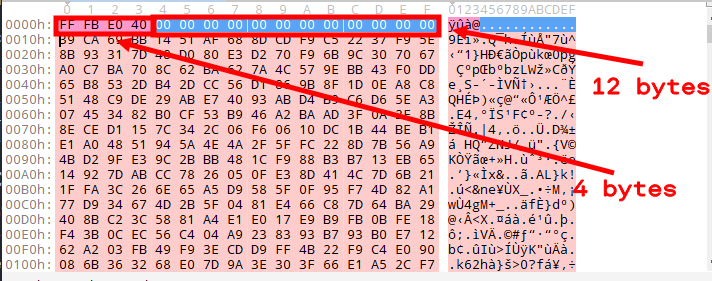 0 1 2 3 4 5 6 7 8 9 A B C D E F 0123456789ABCDEF
0000h: FF FB E0 40 00 00 00 00 00 00 00 00 00 00 00 00 ÿûà@............
0010h: 39 CA 69 BB 14 51 AF 68 8D CD F9 C5 22 37 F9 5E 9Êi».Q¯h.ÍùÅ"7ù^
0020h: 8B 93 31 7D 48 D0 80 E3 D2 70 F9 6B 9C 30 70 67 ‹“1}HÐ€ãÒpùkœ0pg
0030h: A0 C7 BA 70 8C 62 BA 62 7A 4C 57 9E BB 43 F0 DD ÇºpŒbºbz LWž»CðÝ
0040h: 65 B8 53 2D B4 2D CC 56 D1 86 9B 8F 1D 0E A8 C8 e¸S-´-ÌVÑ†›...¨È
12 bytes
0050h: 51 48 C9 DE 29 AB E7 40 93 AB D4 B9 C6 D6 5E A3 QHÉÞ)«ç@“«Ô¹ÆÖ^£
0060h: 07 45 34 82 B0 CF 53 B9 46 A2 BA AD 3F 2E 8B .E4‚°ÏS¹F¢º-?./‹
0070h: 8E CE D1 15 7C 34 2C 06 F6 06 10 DC 1B 44 BE B1 ŽÎÑ.|4,.ö..Ü.D¾±
0080h: E1 A0 48 51 94 5A 4E 4A 2F 5F FC 22 8D 7B 56 A9 á HQ”ZNJ/_ü".{V©
0090h: 4B D2 9F E3 9C 2B BB 48 1C F9 88 B3 B7 13 EB 65 KÒŸãœ+»H.ùˆ³·.ëe
00A0h: 14 92 7D AB CC 78 26 05 0F E3 8D 41 4C 7D 6B 21 .’}«Ìx&..ã.AL}k!
4 bytes
00B0h: 1F FA 3C 26 6E 65 A5 D9 58 5F 0F 95 F7 4D 82 A1 .ú<&ne¥ÙX_.•÷M‚¡
00C0h: 77 D9 34 67 4D 2B 5F 04 81 E4 66 C8 7D 64 BA 29 wÙ4gM+_..äfÈ}dº)
00D0h: 40 8B C2 3C 58 81 A4 E1 E0 17 E9 B9 FB 0B FE 18 @‹Â<X.¤áà.é¹û.þ.
00E0h: F4 3B 0C EC 56 C4 04 A9 23 83 93 B7 93 B0 E7 12 ô;.ìVÄ.©#ƒ“·“°ç.
00F0h: 62 A2 03 FB 49 F9 3E CD D9 FF 4B 22 F9 C4 E0 90 b¢.ûIù>ÍÙÿK"ùÄà.
0100h: 08 6B 36 32 68 E0 7D 9A 3E 30 3F 66 E1 A5 2C F7 .k62hà}š>0?fá¥,÷